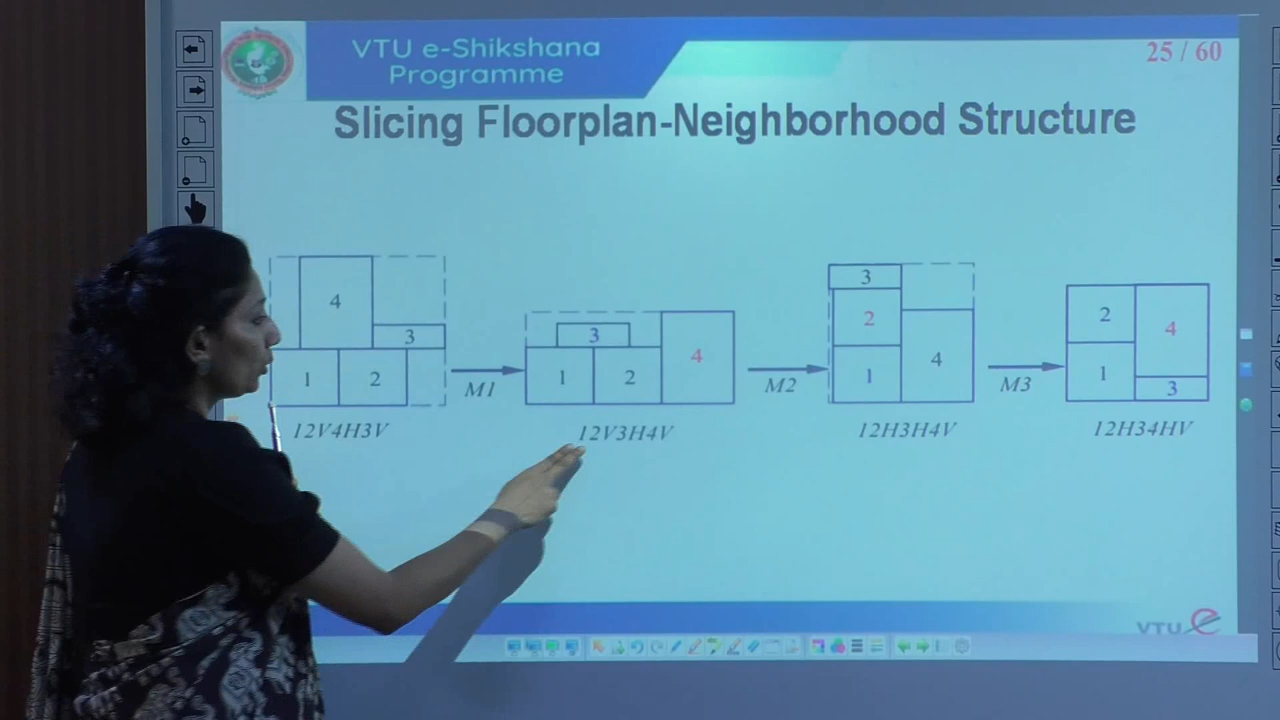 VTU e-Shikshana
Programme
25 / 60
Slicing Floorplan-Neighborhood Structure
4
3
1 2
M1
12V4H3V
3
4
1 2
M2
12V3H4V
3
2
4
1
M3
12H3H4V
2
4
1
3
12H34HV
VTU